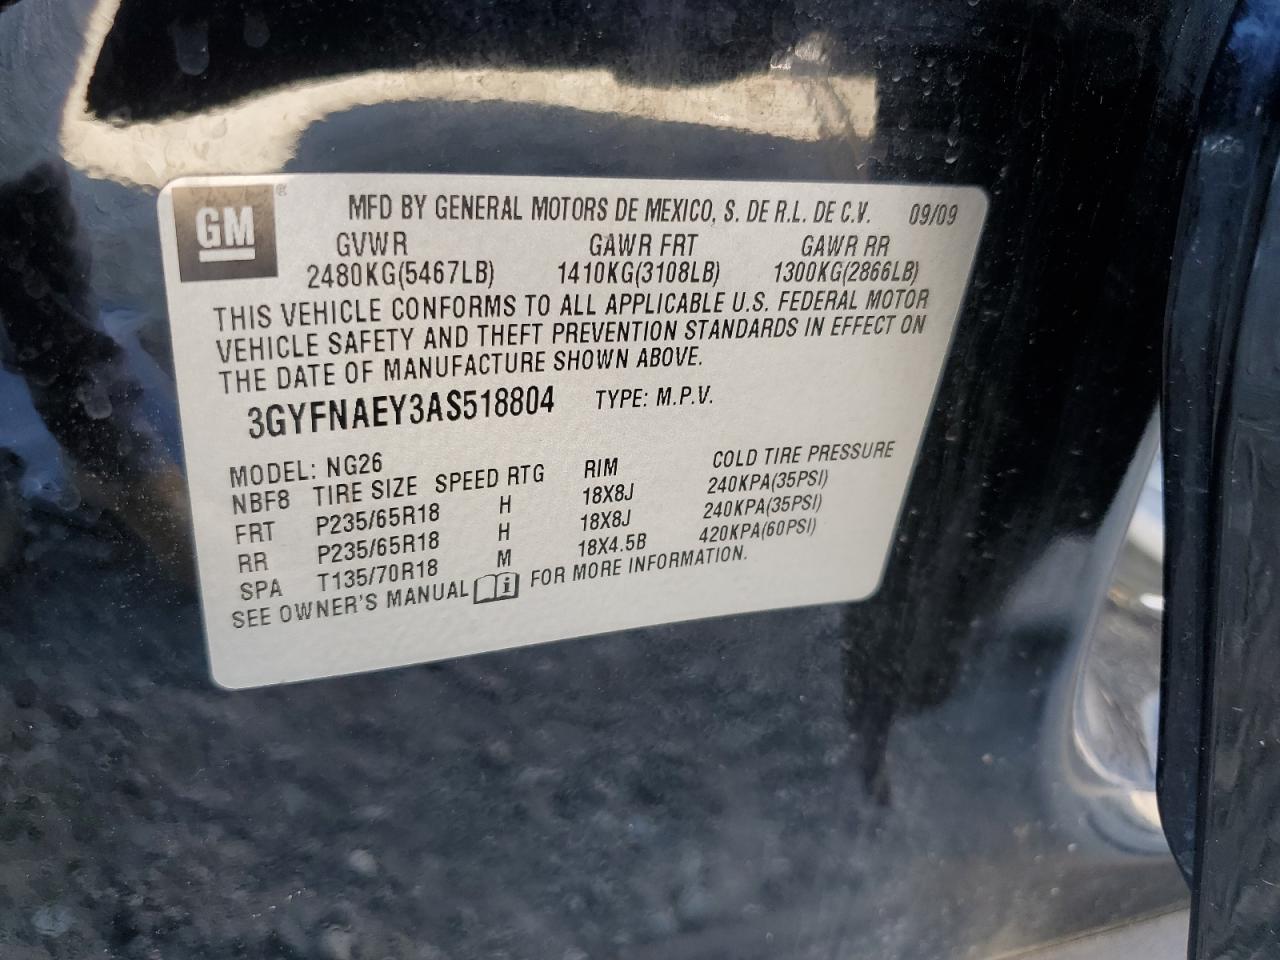 GM ®
MFD BY GENERAL MOTORS DE MEXICO, S. DE R.L. DE C.V. 09/09
GVWR GAWR FRT GAWR RR
2480KG(5467LB) 1410KG(3108LB) 1300KG(2866LB)
THIS VEHICLE CONFORMS TO ALL APPLICABLE U.S. FEDERAL MOTOR
VEHICLE SAFETY AND THEFT PREVENTION STANDARDS IN EFFECT ON
THE DATE OF MANUFACTURE SHOWN ABOVE.
3GYFNAEY3AS518804 TYPE: M.P.V.
MODEL: NG26
NBF8 TIRE SIZE SPEED RTG RIM COLD TIRE PRESSURE
FRT P235/65R18 H 18X8J 240KPA(35PSI)
RR P235/65R18 H 18X8J 240KPA(35PSI)
SPA T135/70R18 M 18X4.5B 420KPA(60PSI)
SEE OWNER'S MANUAL i FOR MORE INFORMATION.